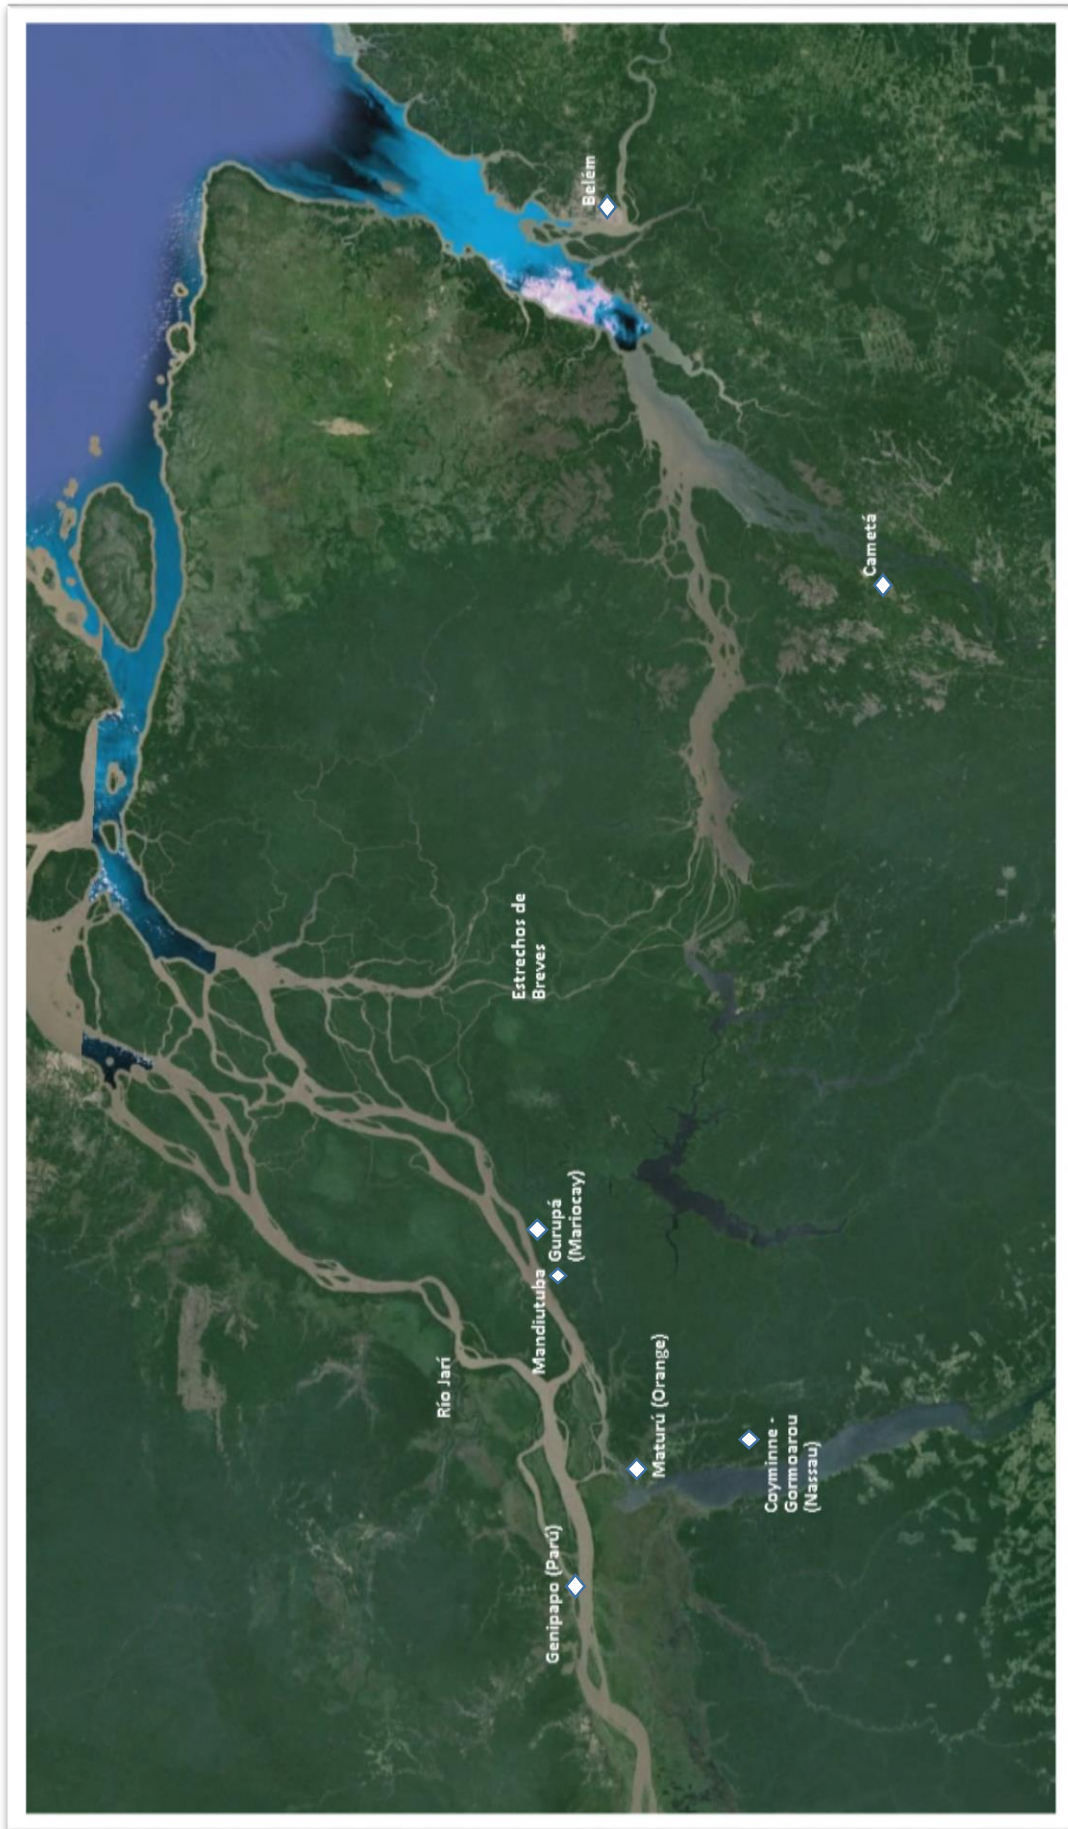 Belém
Cametá
Estrechos de
Breves
Gurupá
(Mariocay)
Mandiutuba
Río Jarí
Maturú (Orange)
Coyminne -
Gormoarou
(Nassau)
Genipapo (Parú)